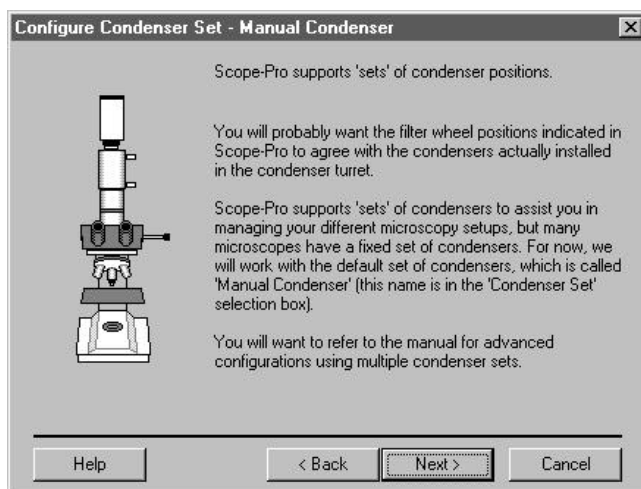 Configure Condenser Set - Manual Condenser
Scope-Pro supports 'sets' of condenser positions.
You will probably want the filter wheel positions indicated in
Scope-Pro to agree with the condensers actually installed
in the condenser turret.
Scope-Pro supports 'sets' of condensers to assist you in
managing your different microscopy setups, but many
microscopes have a fixed set of condensers. For now, we
will work with the default set of condensers, which is called
'Manual Condenser' (this name is in the 'Condenser Set'
selection box).
You will want to refer to the manual for advanced
configurations using multiple condenser sets.
Help
< Back
Next >
Cancel